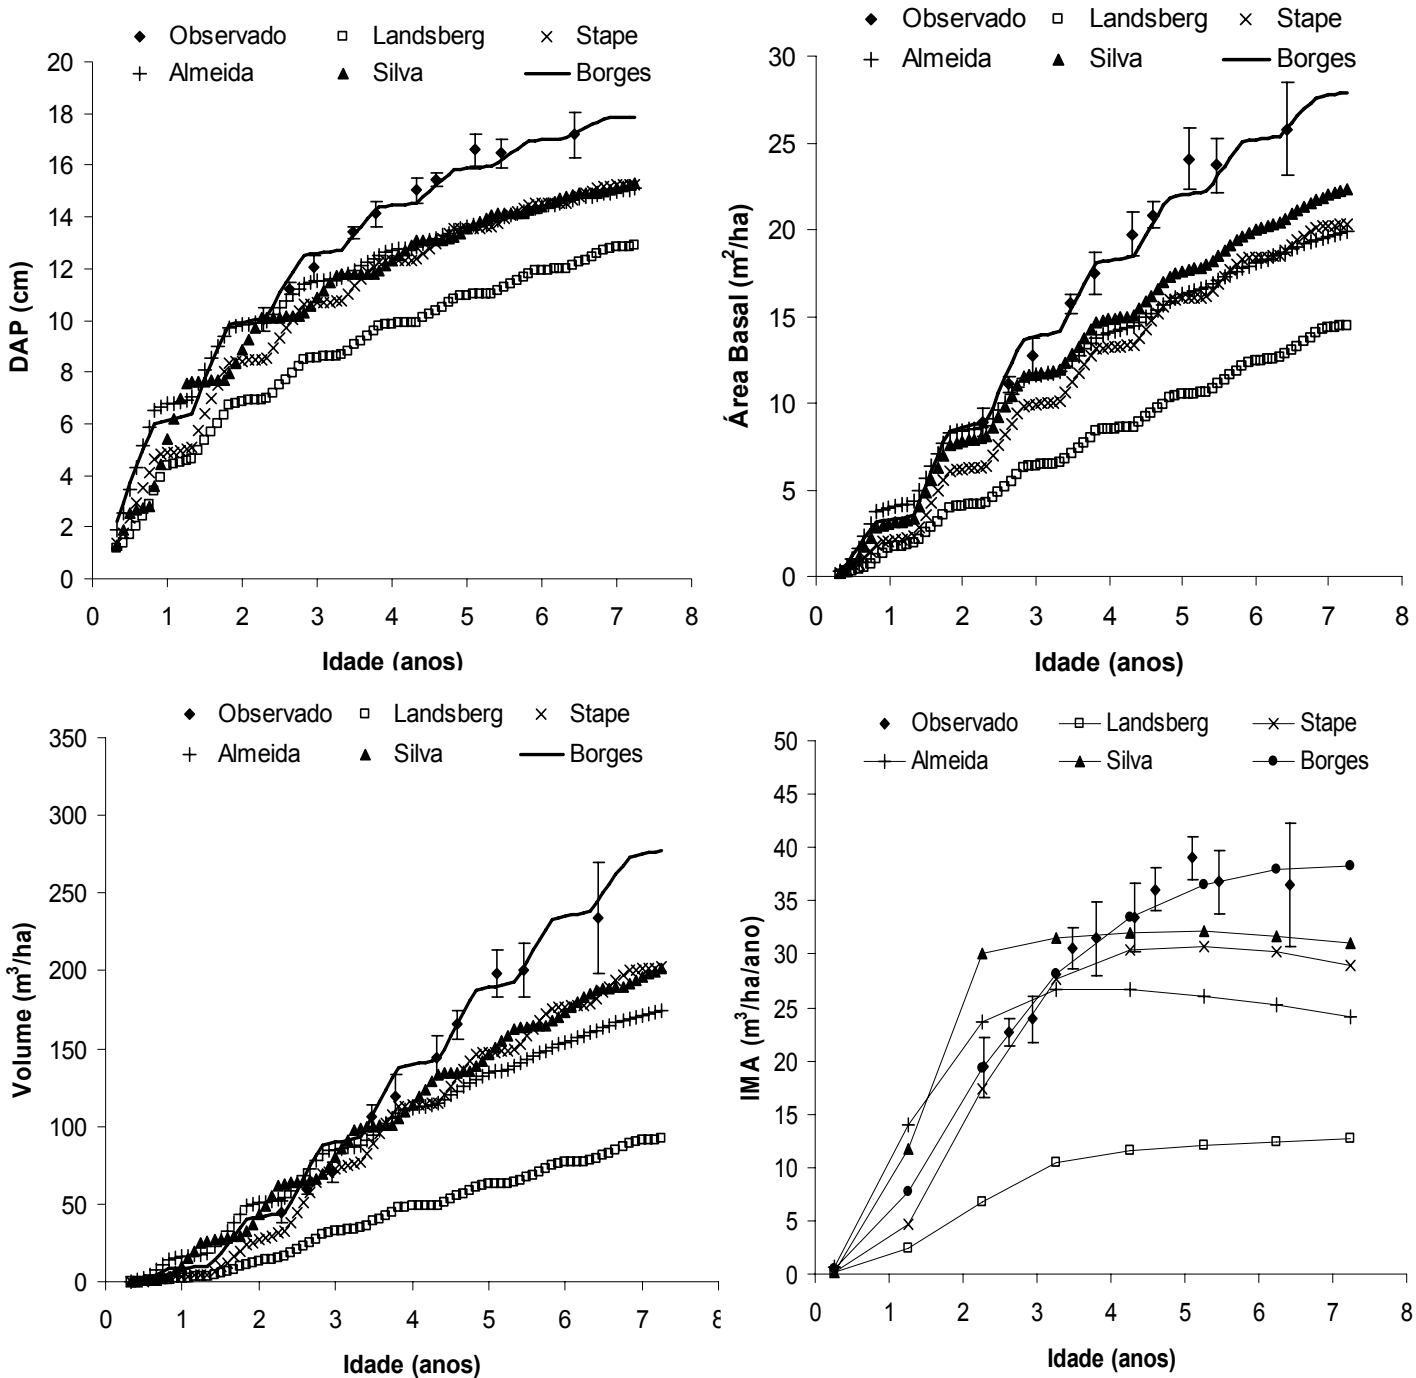 Observado Landsberg Stape
Almeida Silva Borges
20
18
16
14
12
10
8
6
4
2
0
DAP (cm)
0 1 2 3 4 5 6 7 8
Idade (anos)
Observado Landsberg Stape
Almeida Silva Borges
30
25
20
15
10
5
0
Área Basal (m²/ha)
0 1 2 3 4 5 6 7 8
Idade (anos)
Observado Landsberg Stape
Almeida Silva Borges
350
300
250
200
150
100
50
0
Volume (m³/ha)
0 1 2 3 4 5 6 7 8
Idade (anos)
Observado Landsberg Stape
Almeida Silva Borges
50
45
40
35
30
25
20
15
10
5
0
IMA (m³/ha/ano)
0 1 2 3 4 5 6 7 8
Idade (anos)